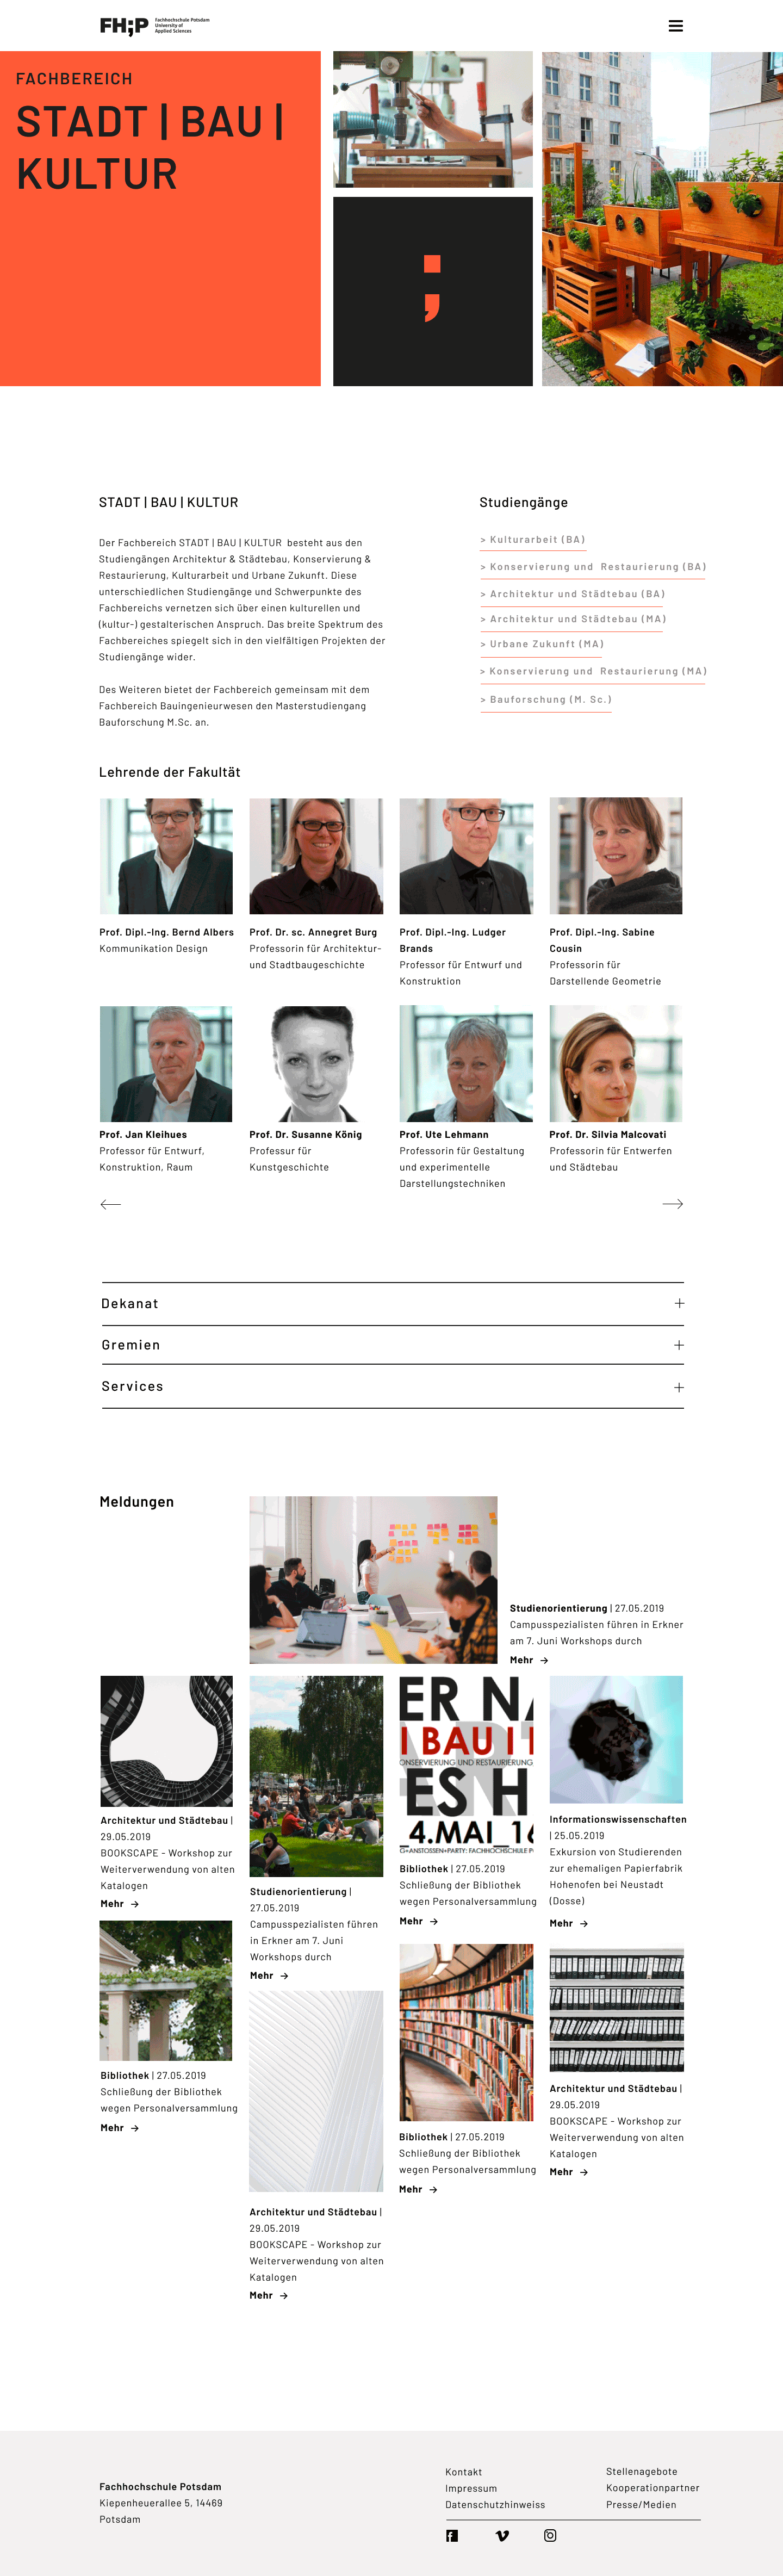 FH;P
Fachhochschule Potsdam
University of
Applied Sciences
FACHBEREICH
STADT | BAU |
KULTUR
;
STADT | BAU | KULTUR
Der Fachbereich STADT | BAU | KULTUR besteht aus den
Studiengängen Architektur & Städtebau, Konservierung &
Restaurierung, Kulturarbeit und Urbane Zukunft. Diese
unterschiedlichen Studiengänge und Schwerpunkte des
Fachbereichs vernetzen sich über einen kulturellen und
(kultur-) gestalterischen Anspruch. Das breite Spektrum des
Fachbereiches spiegelt sich in den vielfältigen Projekten der
Studiengänge wider.
Des Weiteren bietet der Fachbereich gemeinsam mit dem
Fachbereich Bauingenieurwesen den Masterstudiengang
Bauforschung M.Sc. an.
Studiengänge
> Kulturarbeit (BA)
> Konservierung und Restaurierung (BA)
> Architektur und Städtebau (BA)
> Architektur und Städtebau (MA)
> Urbane Zukunft (MA)
> Konservierung und Restaurierung (MA)
> Bauforschung (M. Sc.)
Lehrende der Fakultät
Prof. Dipl.-Ing. Bernd Albers
Kommunikation Design
Prof. Dr. sc. Annegret Burg
Professorin für Architektur-
und Stadtbaugeschichte
Prof. Dipl.-Ing. Ludger
Brands
Professor für Entwurf und
Konstruktion
Prof. Dipl.-Ing. Sabine
Cousin
Professorin für
Darstellende Geometrie
Prof. Jan Kleihues
Professor für Entwurf,
Konstruktion, Raum
Prof. Dr. Susanne König
Professur für
Kunstgeschichte
Prof. Ute Lehmann
Professorin für Gestaltung
und experimentelle
Darstellungstechniken
Prof. Dr. Silvia Malcovati
Professorin für Entwerfen
und Städtebau
Dekanat
Gremien
Services
Meldungen
Studienorientierung | 27.05.2019
Campusspezialisten führen in Erkner
am 7. Juni Workshops durch
Mehr →
Architektur und Städtebau |
29.05.2019
BOOKSCAPE - Workshop zur
Weiterverwendung von alten
Katalogen
Mehr →
Bibliothek | 27.05.2019
Schließung der Bibliothek
wegen Personalversammlung
Mehr →
Studienorientierung |
27.05.2019
Campusspezialisten führen
in Erkner am 7. Juni
Workshops durch
Mehr →
Architektur und Städtebau |
29.05.2019
BOOKSCAPE - Workshop zur
Weiterverwendung von alten
Katalogen
Mehr →
ER NA
I BAU I
ONSERVIERUNG UND RESTAURIERUNG
ES H
4.MAI_16
G+ANSTOSSEN+PARTY: FACHHOCHSCHULE P
Bibliothek | 27.05.2019
Schließung der Bibliothek
wegen Personalversammlung
Mehr →
Bibliothek | 27.05.2019
Schließung der Bibliothek
wegen Personalversammlung
Mehr →
Informationswissenschaften
| 25.05.2019
Exkursion von Studierenden
zur ehemaligen Papierfabrik
Hohenofen bei Neustadt
(Dosse)
Mehr →
Architektur und Städtebau |
29.05.2019
BOOKSCAPE - Workshop zur
Weiterverwendung von alten
Katalogen
Mehr →
Fachhochschule Potsdam
Kiepenheuerallee 5, 14469
Potsdam
Kontakt
Impressum
Datenschutzhinweiss
Stellenagebote
Kooperationpartner
Presse/Medien